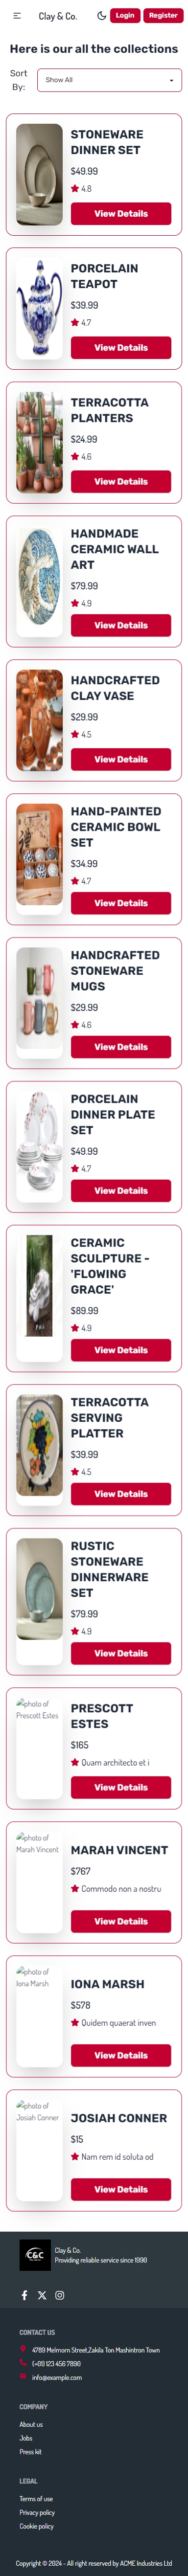 Clay & Co.
Login
Register
Here is our all the collections
Sort
By:
Show All
STONEWARE
DINNER SET
$49.99
4.8
View Details
PORCELAIN
TEAPOT
$39.99
4.7
View Details
TERRACOTTA
PLANTERS
$24.99
4.6
View Details
HANDMADE
CERAMIC WALL
ART
$79.99
4.9
View Details
HANDCRAFTED
CLAY VASE
$29.99
4.5
View Details
HAND-PAINTED
CERAMIC BOWL
SET
$34.99
4.7
View Details
HANDCRAFTED
STONEWARE
MUGS
$29.99
4.6
View Details
PORCELAIN
DINNER PLATE
SET
$49.99
4.7
View Details
CERAMIC
SCULPTURE -
'FLOWING
GRACE'
$89.99
4.9
View Details
TERRACOTTA
SERVING
PLATTER
$39.99
4.5
View Details
RUSTIC
STONEWARE
DINNERWARE
SET
$79.99
4.9
View Details
photo of
Prescott Estes
PRESCOTT
ESTES
$165
Quam architecto et i
View Details
photo of
Marah Vincent
MARAH VINCENT
$767
Commodo non a nostru
View Details
photo of
Iona Marsh
IONA MARSH
$578
Quidem quaerat inven
View Details
photo of
Josiah Conner
JOSIAH CONNER
$15
Nam rem id soluta od
View Details
C&C
Clay & Co.
Providing reliable service since 1990
CONTACT US
4789 Melmorn Street,Zakila Ton Mashintron Town
(+01) 123 456 7890
info@example.com
COMPANY
About us
Jobs
Press kit
LEGAL
Terms of use
Privacy policy
Cookie policy
Copyright © 2024 - All right reserved by ACME Industries Ltd